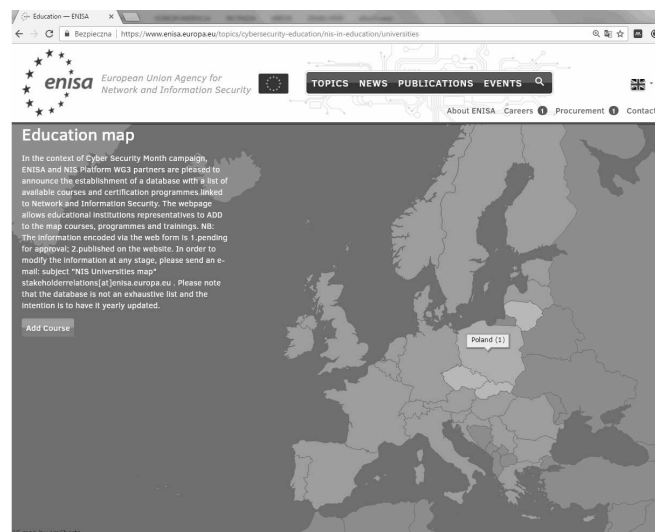 Education — ENISA
Bezpieczna | https://www.enisa.europa.eu/topics/cybersecurity-education/nis-in-education/universities
enisa
European Union Agency for
Network and Information Security
TOPICS NEWS PUBLICATIONS EVENTS
About ENISA Careers 1 Procurement 1 Contact
Education map
In the context of Cyber Security Month campaign,
ENISA and NIS Platform WG3 partners are pleased to
announce the establishment of a database with a list of
available courses and certification programmes linked
to Network and Information Security. The webpage
allows educational institutions representatives to ADD
to the map courses, programmes and trainings. NB:
The information encoded via the web form is 1.pending
for approval; 2.published on the website. In order to
modify the information at any stage, please send an e-
mail: subject "NIS Universities map"
stakeholderrelations[at]enisa.europa.eu . Please note
that the database is not an exhaustive list and the
intention is to have it yearly updated.
Add Course
Poland (1)